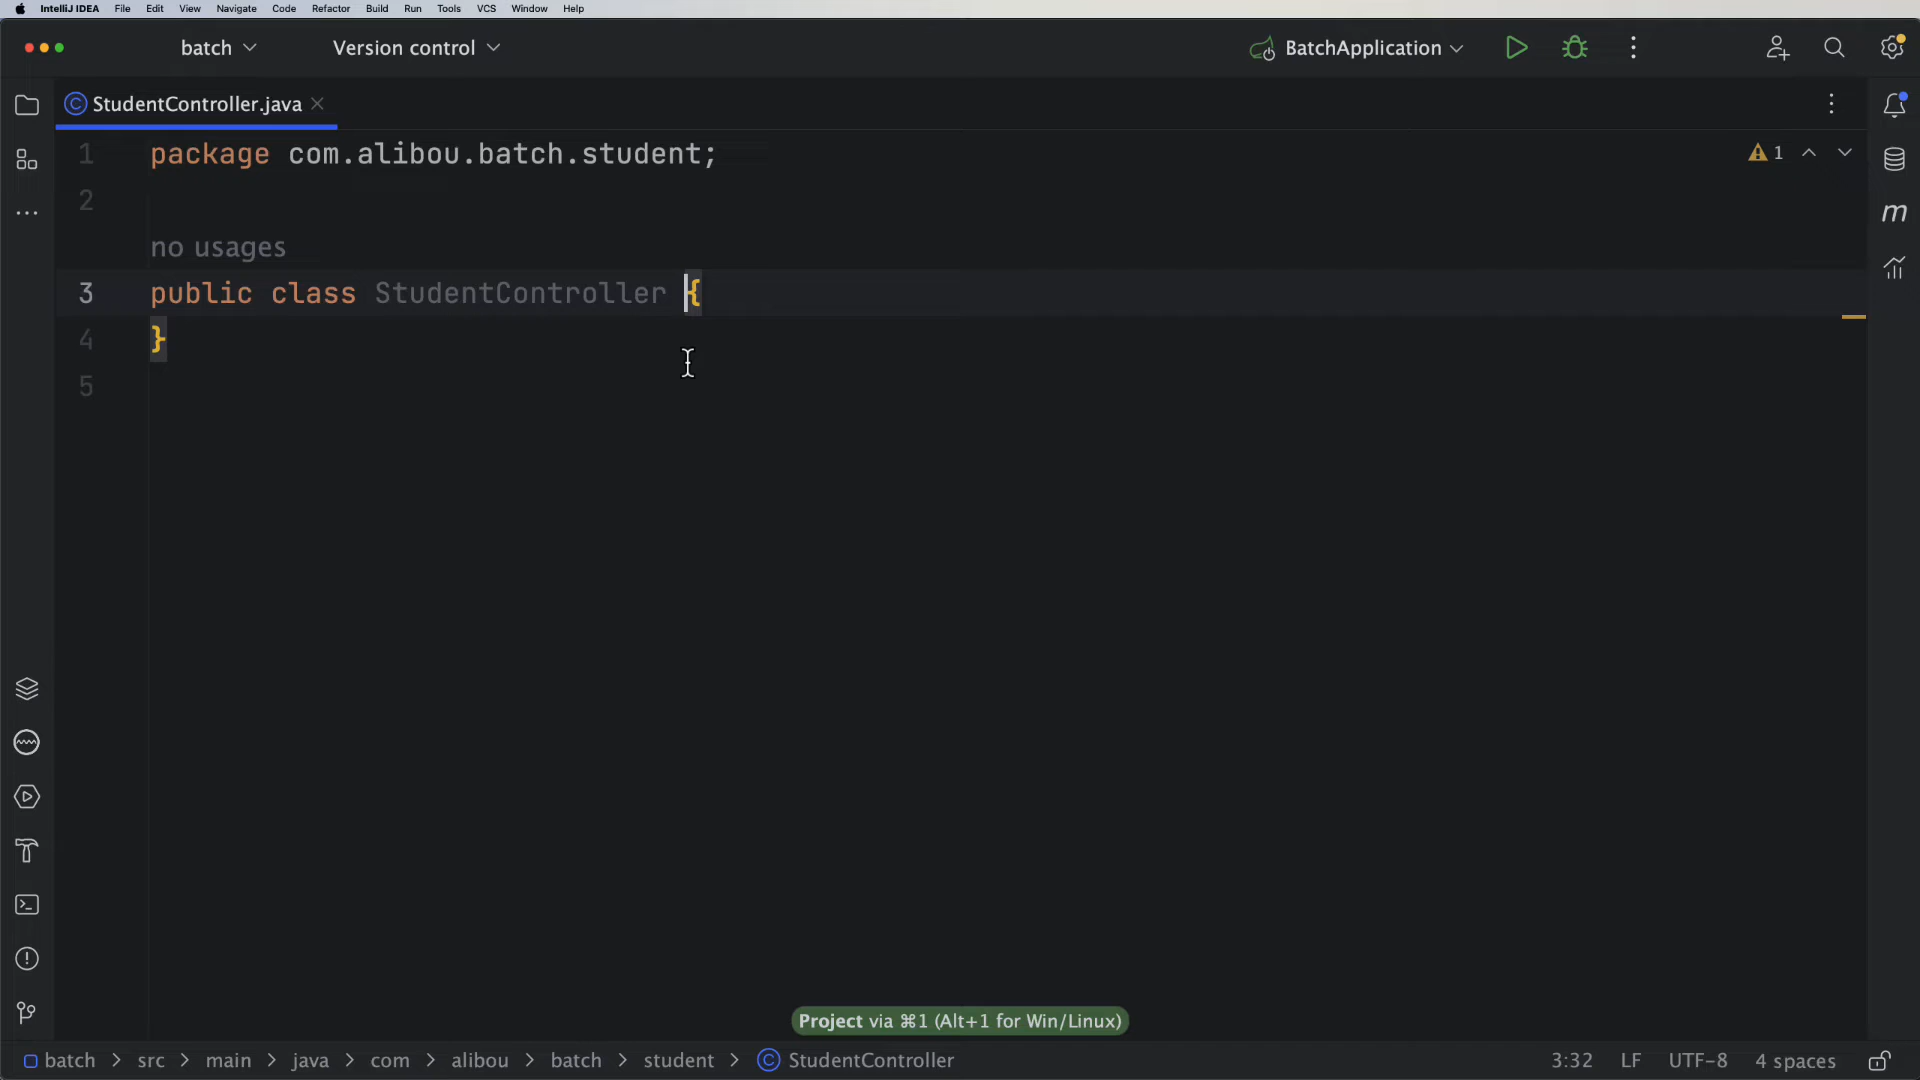 IntelliJ IDEA File Edit View Navigate Code Refactor Build Run Tools VCS Window Help
batch Version control BatchApplication
StudentController.java
1 package com.alibou.batch.student; 1
2
no usages
3 public class StudentController {
4 }
5
Project via ⌘1 (Alt+1 for Win/Linux)
batch > src > main > java > com > alibou > batch > student > StudentController 3:32 LF UTF-8 4 spaces